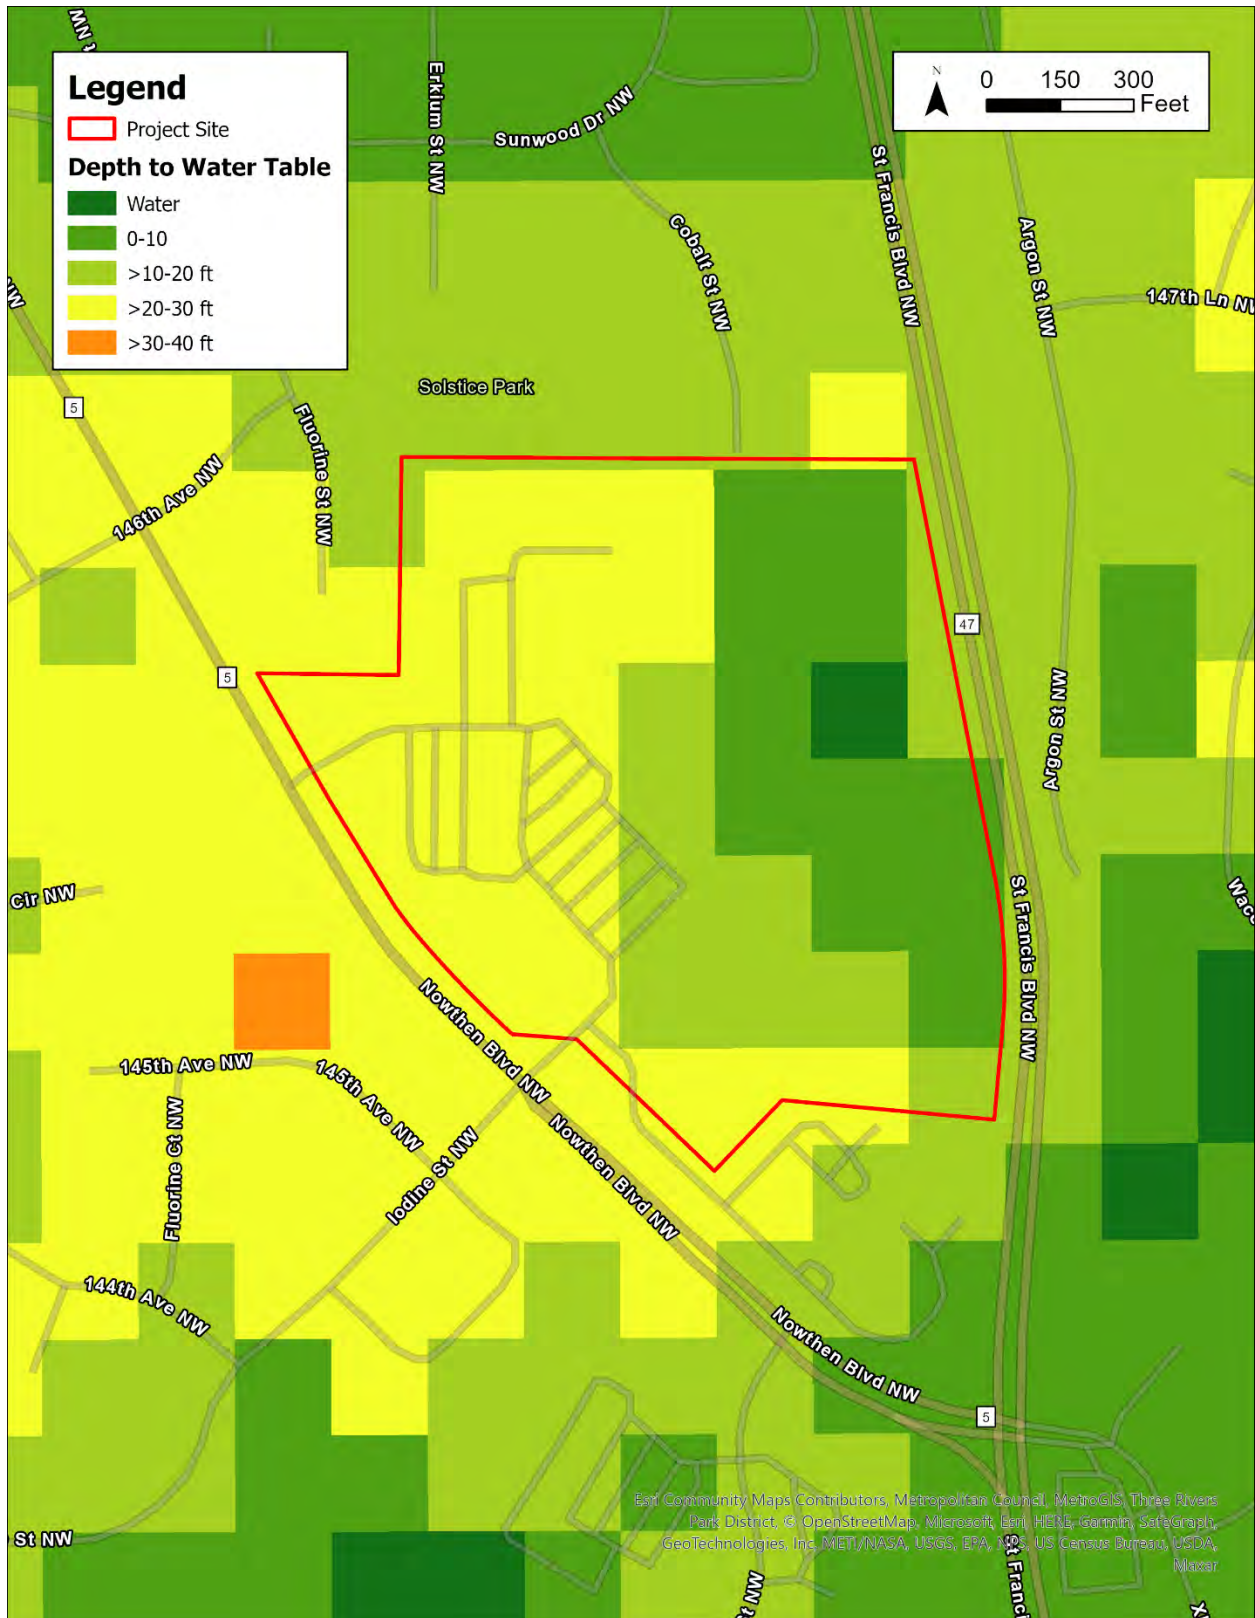 Legend
Project Site
Depth to Water Table
Water
0-10
>10-20 ft
>20-30 ft
>30-40 ft
N
0 150 300
Feet
Erkium St NW
Sunwood Dr NW
Cobalt St NW
St Francis Blvd NW
Argon St NW
147th Ln NW
NW
5
Solstice Park
Fluorine St NW
146th Ave NW
47
5
Argon St NW
Cir NW
St Francis Blvd NW
Nowthen Blvd NW
145th Ave NW
145th Ave NW
Fluorine Ct NW
Iodine St NW
Nowthen Blvd NW
144th Ave NW
Nowthen Blvd NW
5
St NW
St NW
Esri Community Maps Contributors, Metropolitan Council, MetroGIS, Three Rivers
Park District, © OpenStreetMap, Microsoft, Esri, HERE, Garmin, SafeGraph,
GeoTechnologies, Inc, METI/NASA, USGS, EPA, NPS, US Census Bureau, USDA,
Maxar